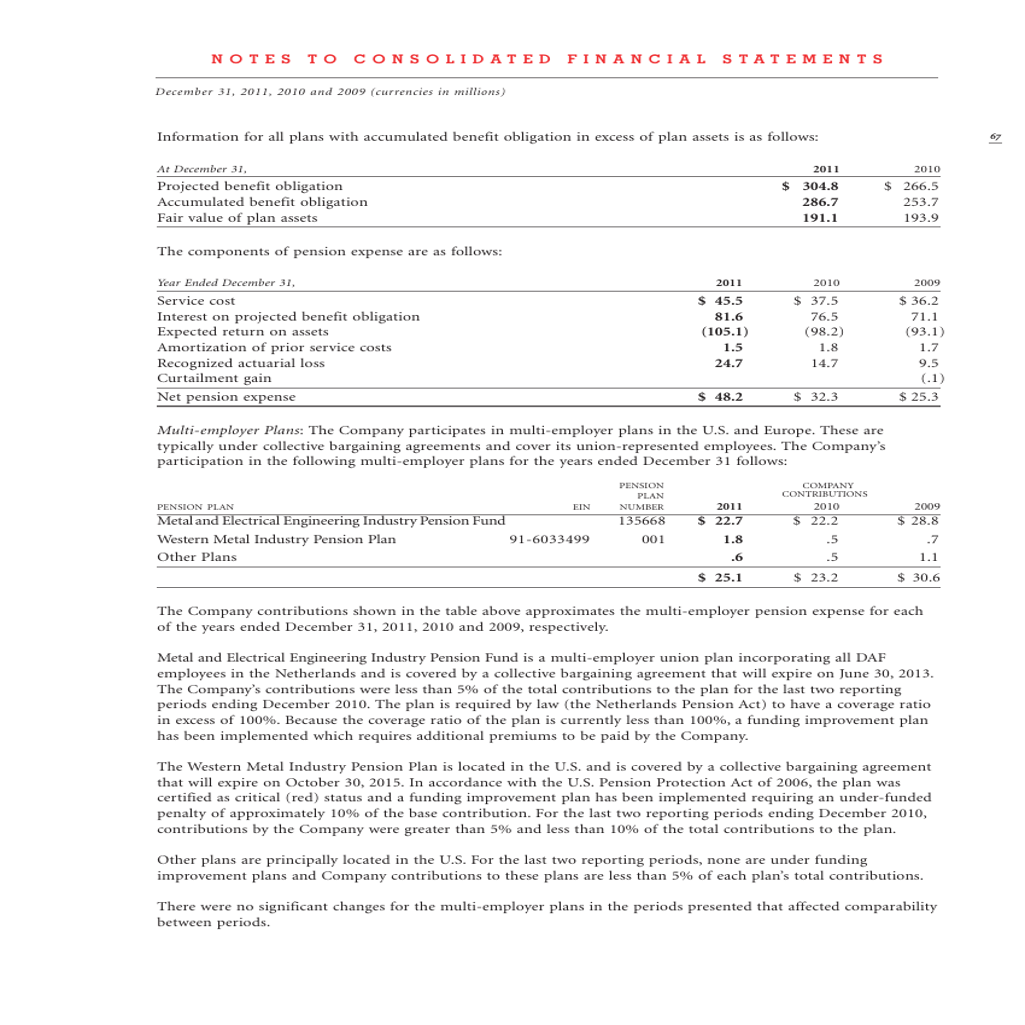 NOTES TO CONSOLIDATED FINANCIAL STATEMENTS
December 31, 2011, 2010 and 2009 (currencies in millions)
67
Information for all plans with accumulated benefit obligation in excess of plan assets is as follows:
At December 31, 2011 2010
Projected benefit obligation $ 304.8 $ 266.5
Accumulated benefit obligation 286.7 253.7
Fair value of plan assets 191.1 193.9
The components of pension expense are as follows:
Year Ended December 31, 2011 2010 2009
Service cost $ 45.5 $ 37.5 $ 36.2
Interest on projected benefit obligation 81.6 76.5 71.1
Expected return on assets (105.1) (98.2) (93.1)
Amortization of prior service costs 1.5 1.8 1.7
Recognized actuarial loss 24.7 14.7 9.5
Curtailment gain (.1)
Net pension expense $ 48.2 $ 32.3 $ 25.3
Multi-employer Plans: The Company participates in multi-employer plans in the U.S. and Europe. These are
typically under collective bargaining agreements and cover its union-represented employees. The Company's
participation in the following multi-employer plans for the years ended December 31 follows:
PENSION COMPANY
PLAN CONTRIBUTIONS
PENSION PLAN EIN NUMBER 2011 2010 2009
Metal and Electrical Engineering Industry Pension Fund 135668 $ 22.7 $ 22.2 $ 28.8
Western Metal Industry Pension Plan 91-6033499 001 1.8 .5 .7
Other Plans .6 .5 1.1
$ 25.1 $ 23.2 $ 30.6
The Company contributions shown in the table above approximates the multi-employer pension expense for each
of the years ended December 31, 2011, 2010 and 2009, respectively.
Metal and Electrical Engineering Industry Pension Fund is a multi-employer union plan incorporating all DAF
employees in the Netherlands and is covered by a collective bargaining agreement that will expire on June 30, 2013.
The Company's contributions were less than 5% of the total contributions to the plan for the last two reporting
periods ending December 2010. The plan is required by law (the Netherlands Pension Act) to have a coverage ratio
in excess of 100%. Because the coverage ratio of the plan is currently less than 100%, a funding improvement plan
has been implemented which requires additional premiums to be paid by the Company.
The Western Metal Industry Pension Plan is located in the U.S. and is covered by a collective bargaining agreement
that will expire on October 30, 2015. In accordance with the U.S. Pension Protection Act of 2006, the plan was
certified as critical (red) status and a funding improvement plan has been implemented requiring an under-funded
penalty of approximately 10% of the base contribution. For the last two reporting periods ending December 2010,
contributions by the Company were greater than 5% and less than 10% of the total contributions to the plan.
Other plans are principally located in the U.S. For the last two reporting periods, none are under funding
improvement plans and Company contributions to these plans are less than 5% of each plan's total contributions.
There were no significant changes for the multi-employer plans in the periods presented that affected comparability
between periods.